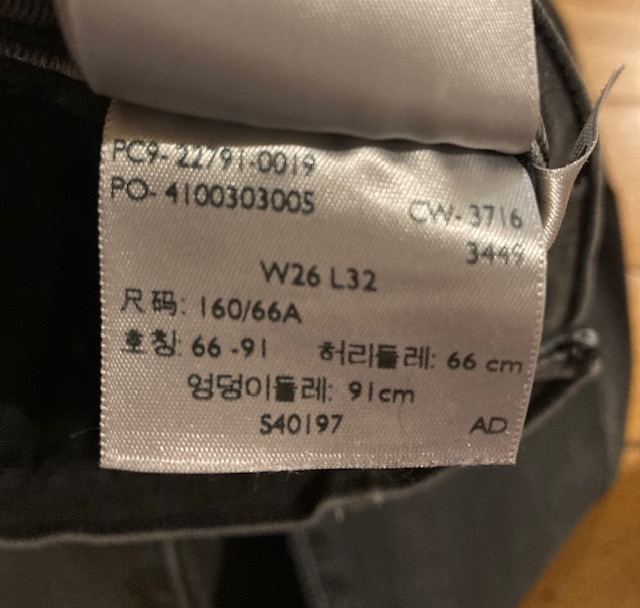 PC9-22791-0019
PO-4100303005
CW-3716
3449
W26 L32
尺码: 160/66A
호칭: 66 -91 허리둘레: 66 cm
엉덩이둘레: 91cm
S40197 AD